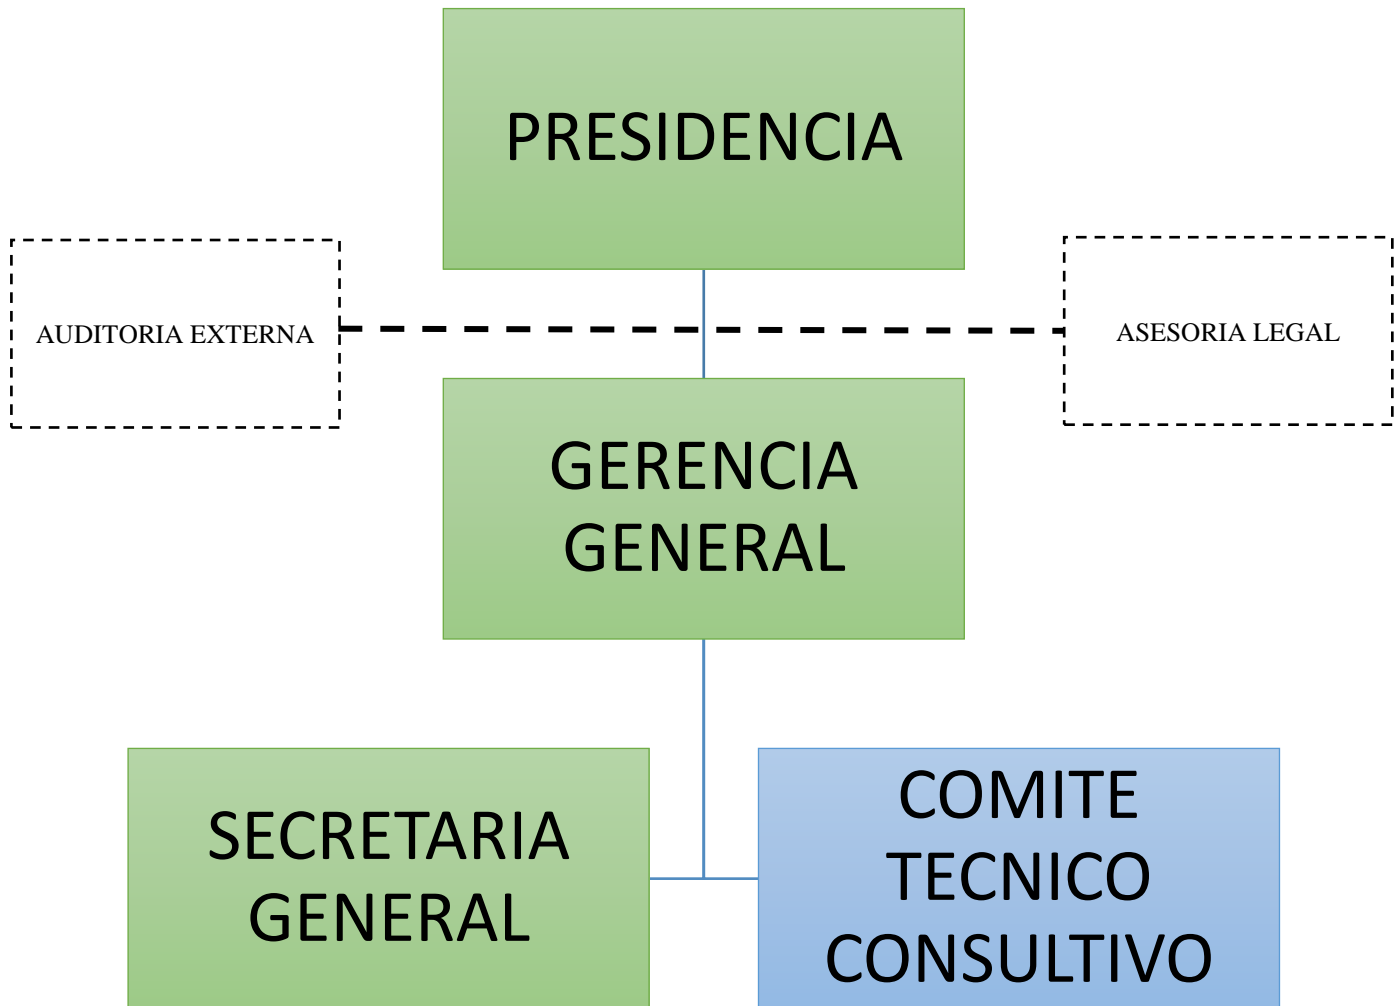 PRESIDENCIA
AUDITORIA EXTERNA
ASESORIA LEGAL
GERENCIA
GENERAL
SECRETARIA
GENERAL
COMITE
TECNICO
CONSULTIVO